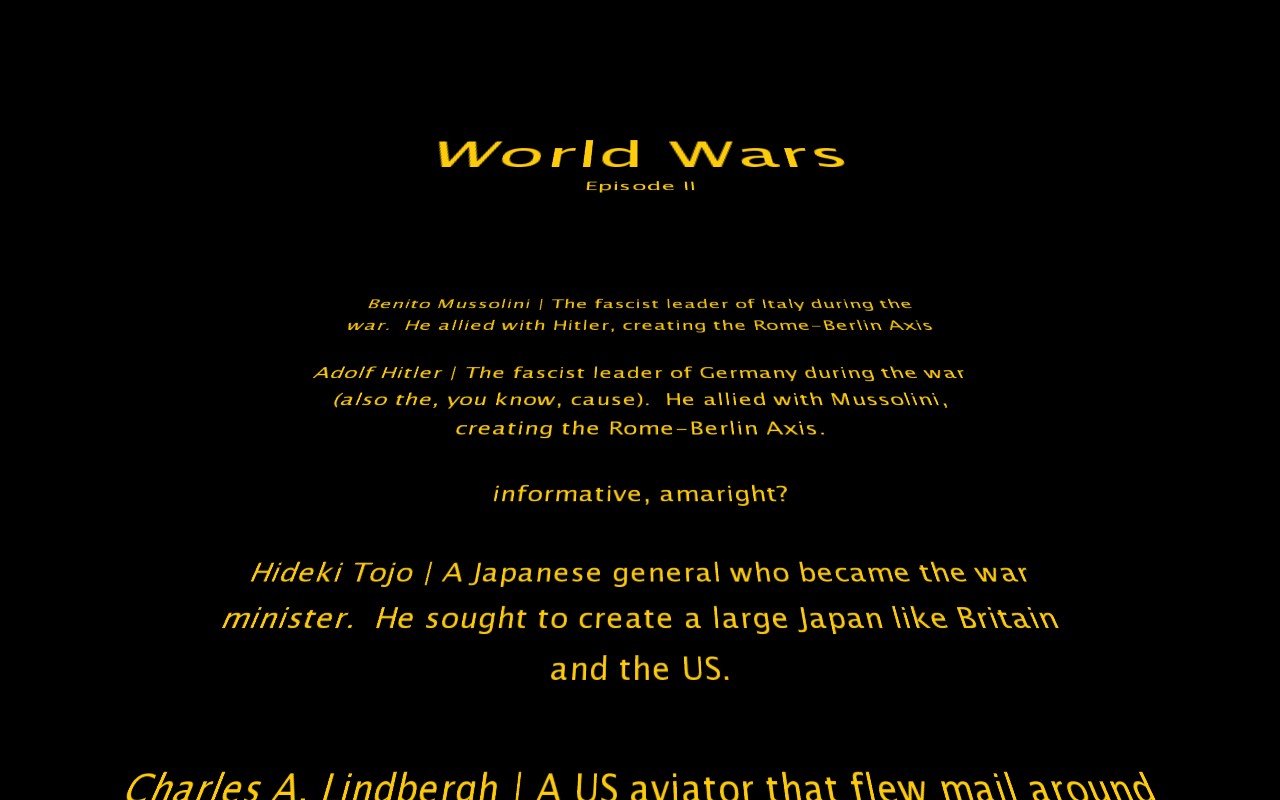 World Wars
Episode II
Benito Mussolini | The fascist leader of Italy during the
war.  He allied with Hitler, creating the Rome-Berlin Axis
Adolf Hitler | The fascist leader of Germany during the war
(also the, you know, cause).  He allied with Mussolini,
creating the Rome-Berlin Axis.
informative, amaright?
Hideki Tojo | A Japanese general who became the war
minister.  He sought to create a large Japan like Britain
and the US.
Charles A. Lindbergh | A US aviator that flew mail around